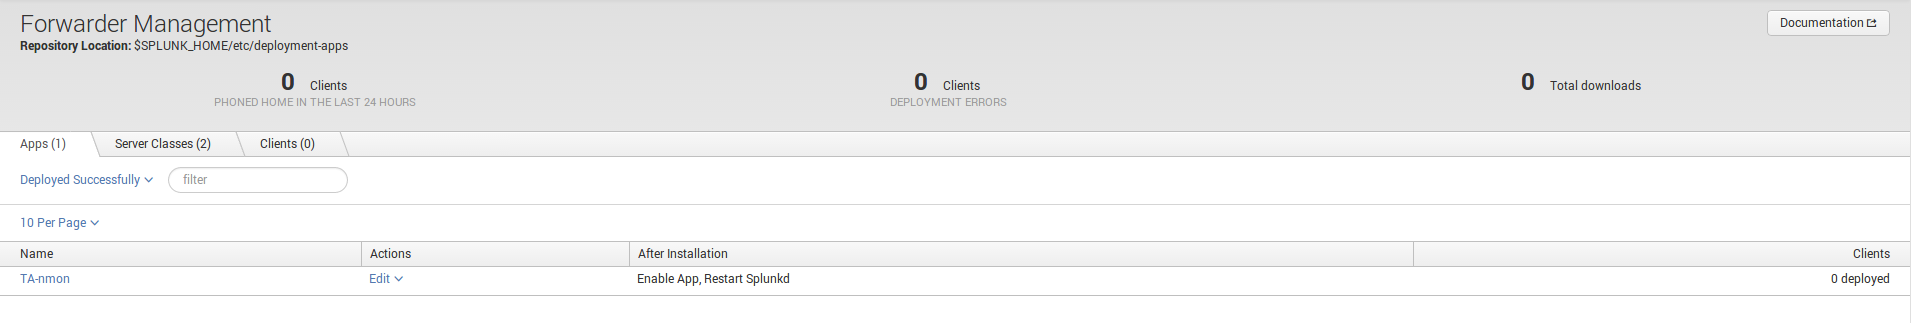 Forwarder Management
Documentation
Repository Location: $SPLUNK_HOME/etc/deployment-apps
0 Clients
PHONED HOME IN THE LAST 24 HOURS
0 Clients
DEPLOYMENT ERRORS
0 Total downloads
Apps (1) Server Classes (2) Clients (0)
Deployed Successfully filter
10 Per Page
Name Actions After Installation Clients
TA-nmon Edit Enable App, Restart Splunkd 0 deployed